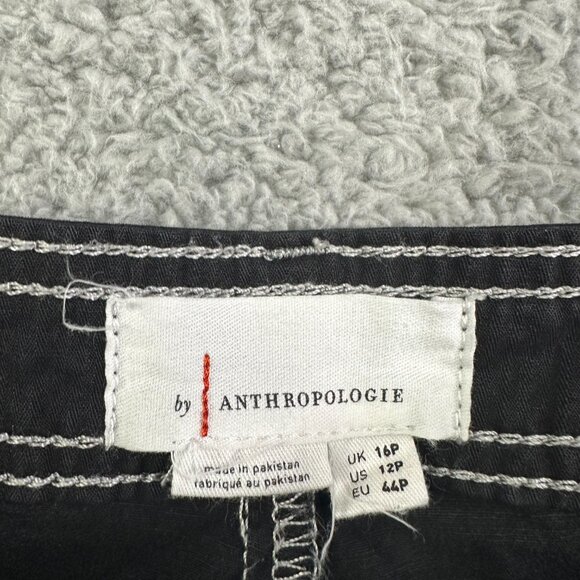 by ANTHROPOLOGIE
made in pakistan
fabriqué au pakistan
UK 16P
US 12P
EU 44P